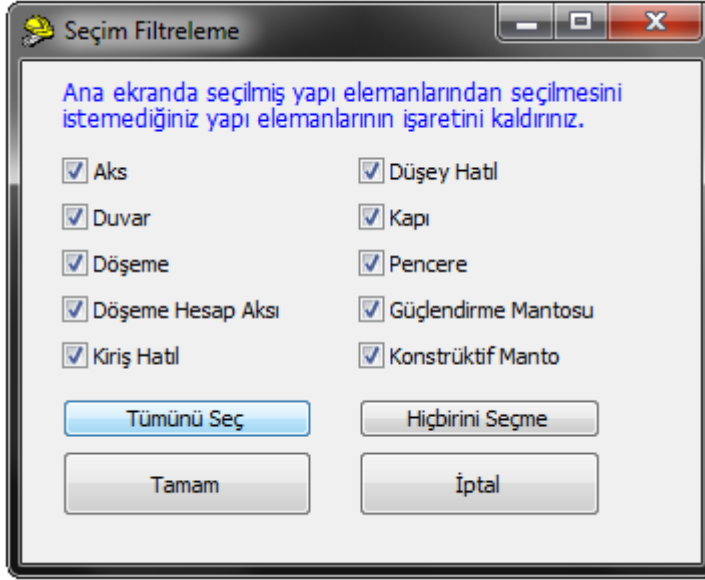 Seçim Filtreleme
Ana ekranda seçilmiş yapı elemanlarından seçilmesini
istemediğiniz yapı elemanlarının işaretini kaldırınız.
Aks
Düşey Hatıl
Duvar
Kapı
Döşeme
Pencere
Döşeme Hesap Aksı
Güçlendirme Mantosu
Kiriş Hatıl
Konstrüktif Manto
Tümünü Seç
Hiçbirini Seçme
Tamam
İptal